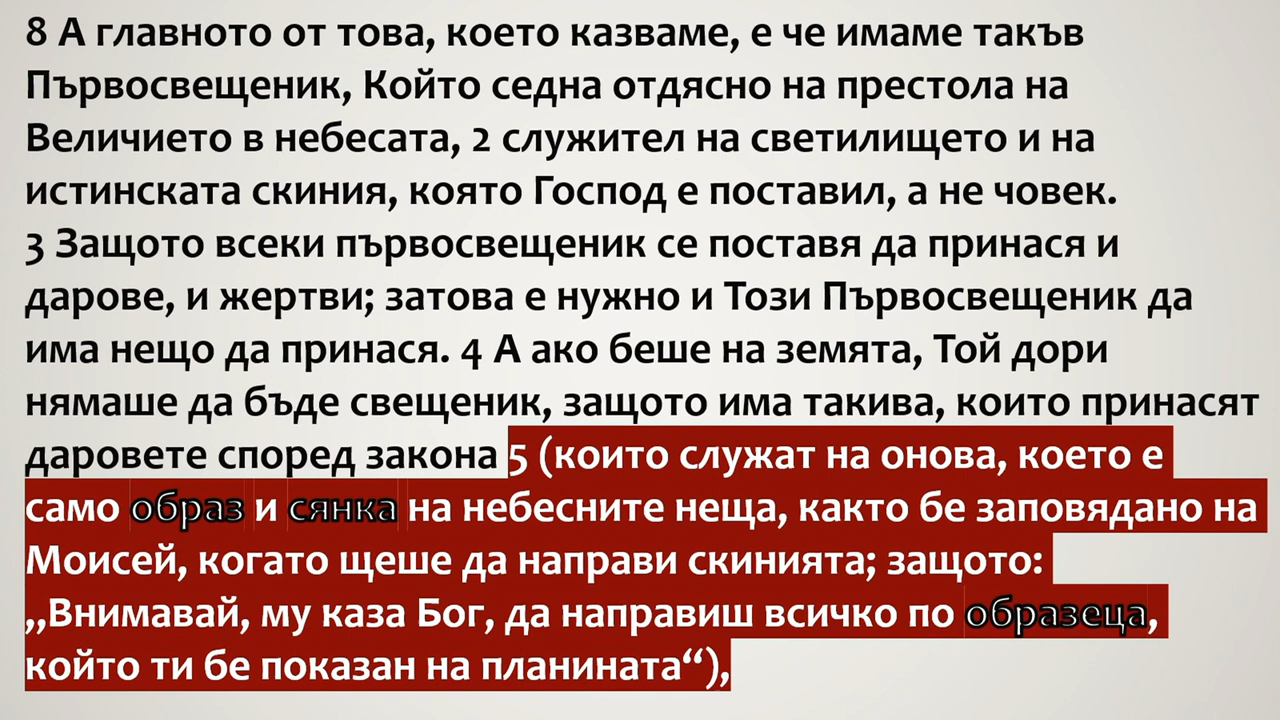 8 А главното от това, което казваме, е че имаме такъв
Първосвещеник, Който седна отдясно на престола на
Величието в небесата, 2 служител на светилището и на
истинската скиния, която Господ е поставил, а не човек.
3 Защото всеки първосвещеник се поставя да принася и
дарове, и жертви; затова е нужно и Този Първосвещеник да
има нещо да принася. 4 А ако беше на земята, Той дори
нямаше да бъде свещеник, защото има такива, които принасят
даровете според закона 5 (които служат на онова, което е
само образ и сянка на небесните неща, както бе заповядано на
Моисей, когато щеше да направи скинията; защото:
„Внимавай, му каза Бог, да направиш всичко по образеца,
който ти бе показан на планината“),